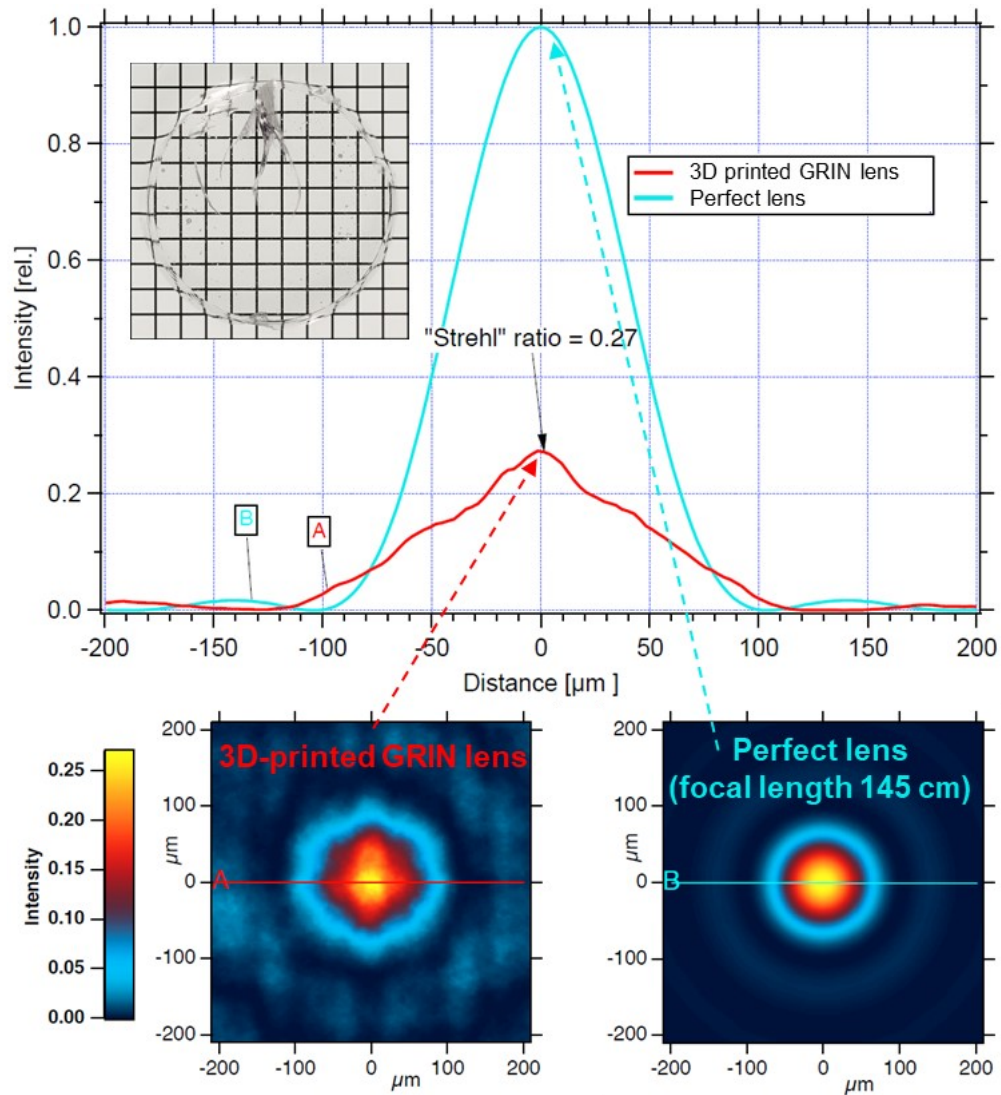 1.0
0.8
0.6
0.4
0.2
0.0
Intensity [rel.]
3D printed GRIN lens
Perfect lens
"Strehl" ratio = 0.27
B
A
-200
-150
-100
-50
0
50
100
150
200
Distance [µm ]
0.25
0.20
0.15
0.10
0.05
0.00
Intensity
200
100
0
-100
-200
µm
3D-printed GRIN lens
A
-200
-100
0
100
200
µm
200
100
0
-100
-200
µm
Perfect lens
(focal length 145 cm)
B
-200
-100
0
100
200
µm